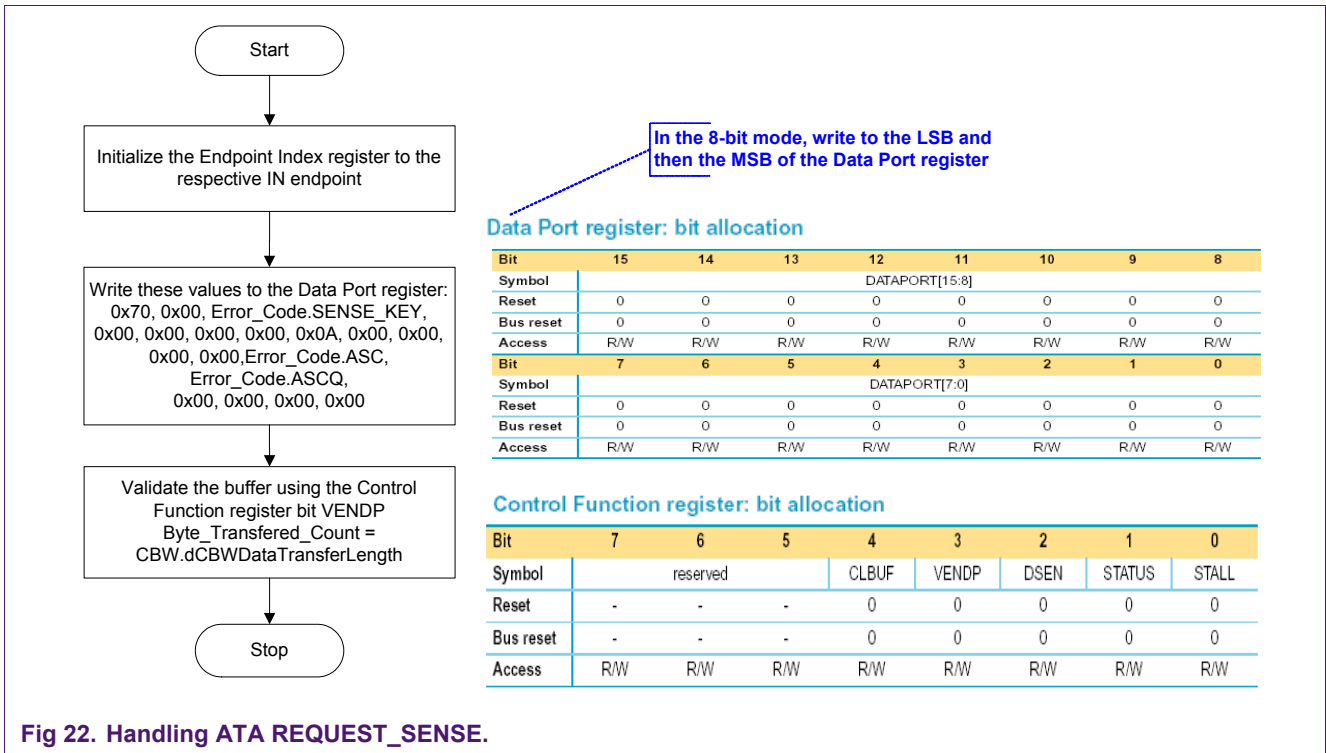 Start
Initialize the Endpoint Index register to the
respective IN endpoint
Write these values to the Data Port register:
0x70, 0x00, Error_Code.SENSE_KEY,
0x00, 0x00, 0x00, 0x00, 0x0A, 0x00, 0x00,
0x00, 0x00,Error_Code.ASC,
Error_Code.ASCQ,
0x00, 0x00, 0x00, 0x00
Validate the buffer using the Control
Function register bit VENDP
Byte_Transfered_Count =
CBW.dCBWDataTransferLength
Stop
In the 8-bit mode, write to the LSB and
then the MSB of the Data Port register
Data Port register: bit allocation
Bit 15 14 13 12 11 10 9 8
Symbol DATAPORT[15:8]
Reset 0 0 0 0 0 0 0 0
Bus reset 0 0 0 0 0 0 0 0
Access R/W R/W R/W R/W R/W R/W R/W R/W
Bit 7 6 5 4 3 2 1 0
Symbol DATAPORT[7:0]
Reset 0 0 0 0 0 0 0 0
Bus reset 0 0 0 0 0 0 0 0
Access R/W R/W R/W R/W R/W R/W R/W R/W
Control Function register: bit allocation
Bit 7 6 5 4 3 2 1 0
Symbol reserved CLBUF VENDP DSEN STATUS STALL
Reset - - - 0 0 0 0 0
Bus reset - - - 0 0 0 0 0
Access R/W R/W R/W R/W R/W R/W R/W R/W
Fig 22. Handling ATA REQUEST_SENSE.